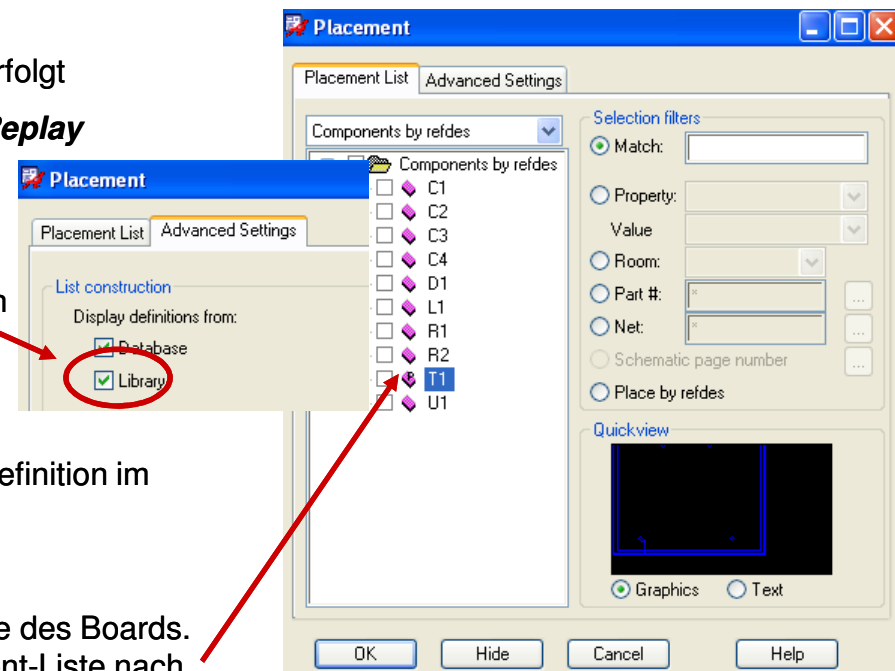 rfolgt
Replay
n
efinition im
e des Boards.
nt-Liste nach
Placement
Placement List
Advanced Settings
List construction
Display definitions from:
Database
Library
Placement
Placement List
Advanced Settings
Components by refdes
Components by refdes
C1
C2
C3
C4
D1
L1
R1
R2
T1
U1
Selection filters
Match:
Property:
Value
Room:
Part #: *
...
Net: *
...
Schematic page number
...
Place by refdes
Quickview
Graphics
Text
OK
Hide
Cancel
Help